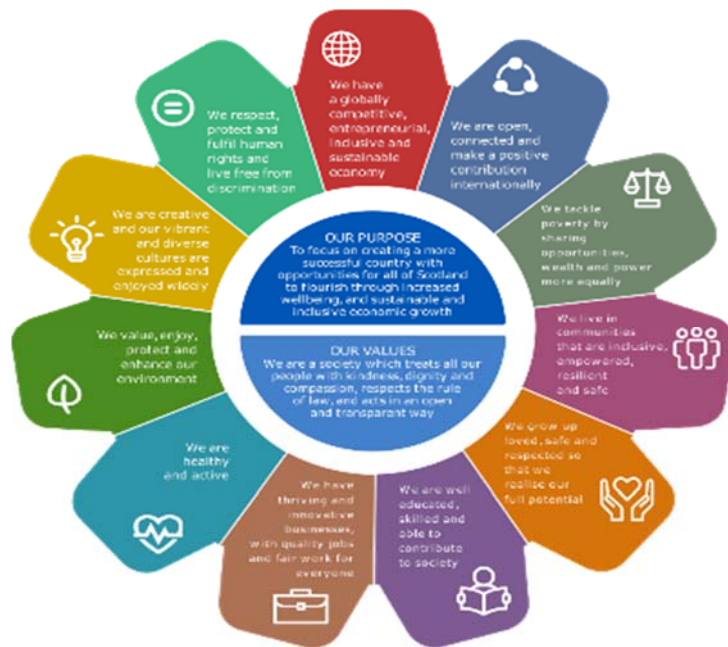 We have
a globally
competitive,
entrepreneurial,
inclusive and
sustainable
economy
We are open,
connected and
make a positive
contribution
internationally
We tackle
poverty by
sharing
opportunities,
wealth and power
more equally
We live in
communities
that are inclusive,
empowered,
resilient
and safe
We grow up
loved, safe and
respected so
that we
realise our
full potential
We are well
educated,
skilled and
able to
contribute
to society
We have
thriving and
innovative
businesses,
with quality jobs
and fair work for
everyone
We are
healthy
and active
We value, enjoy,
protect and
enhance our
environment
We are creative
and our vibrant
and diverse
cultures are
expressed and
enjoyed widely
We respect,
protect and
fulfil human
rights and
live free from
discrimination
OUR PURPOSE
To focus on creating a more
successful country with
opportunities for all of Scotland
to flourish through increased
wellbeing, and sustainable and
inclusive economic growth
OUR VALUES
We are a society which treats all our
people with kindness, dignity and
compassion, respects the rule
of law, and acts in an open
and transparent way